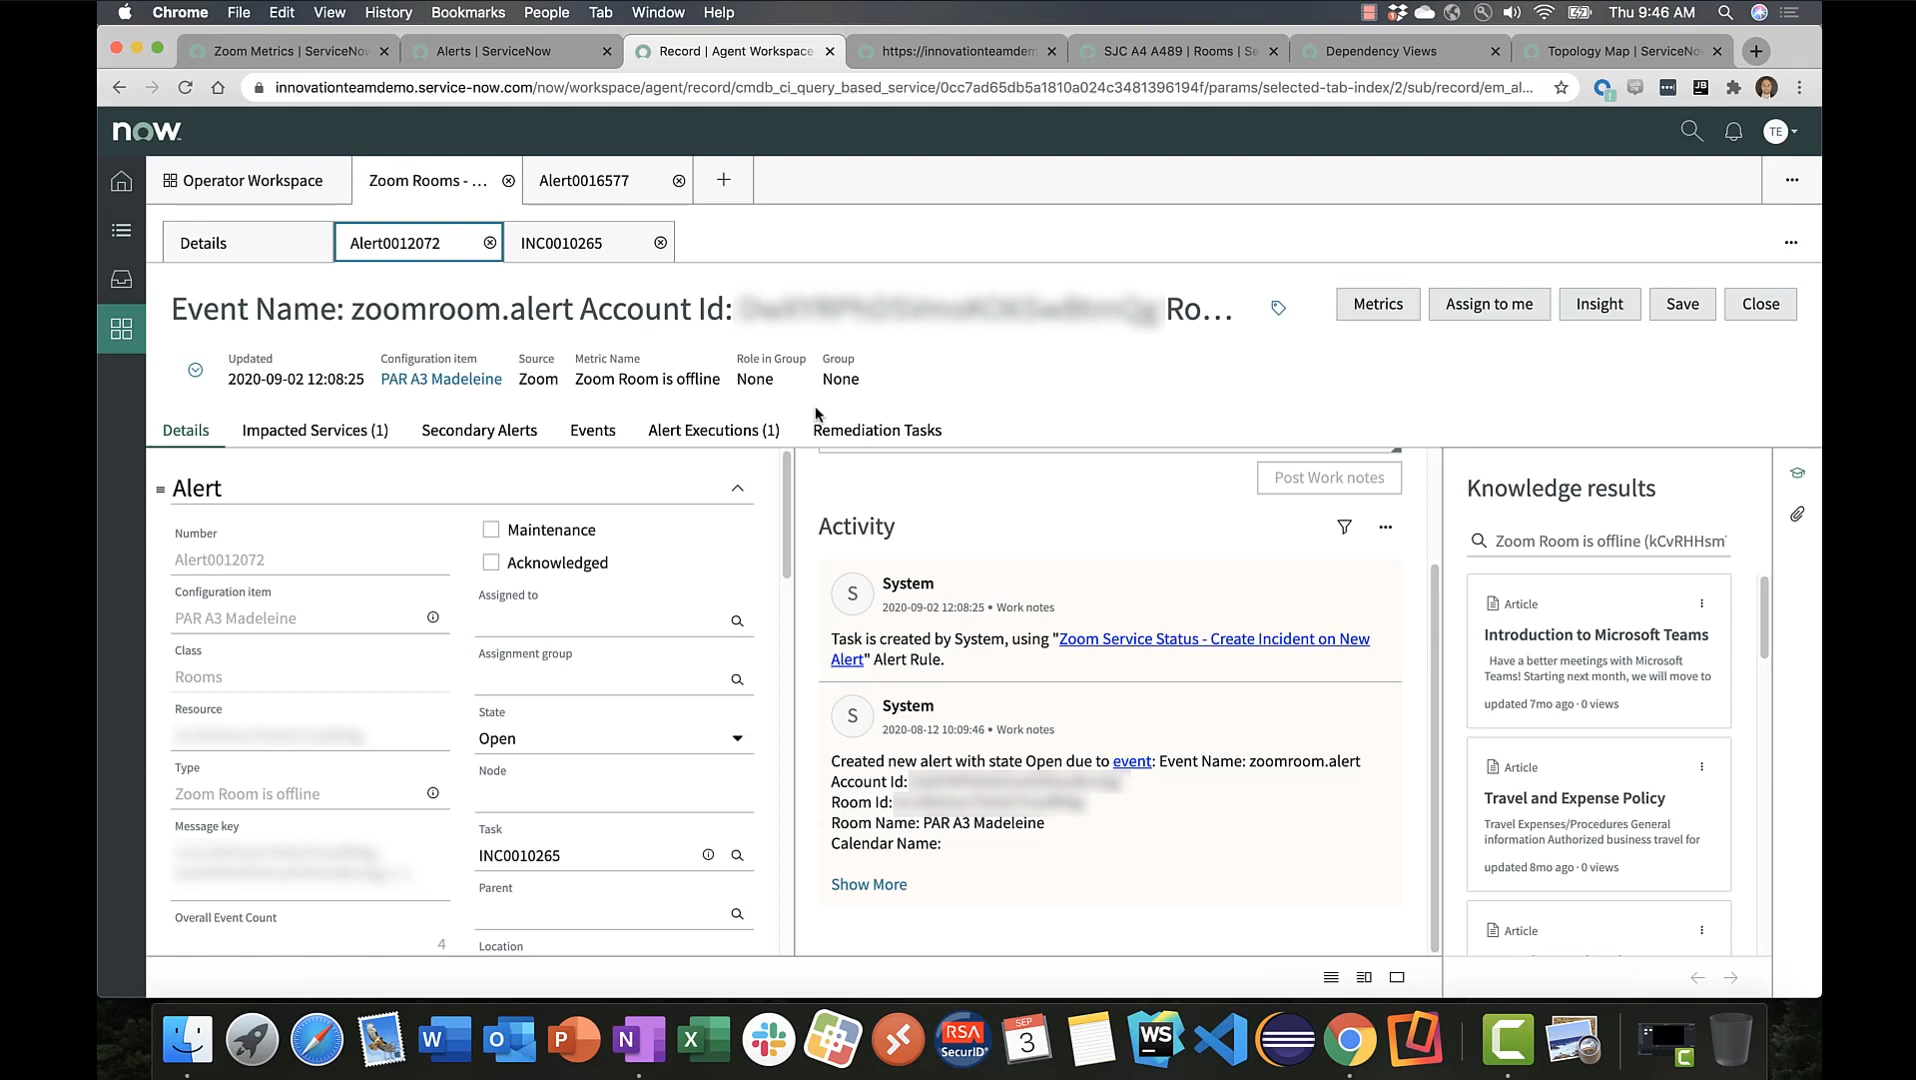 Chrome File Edit View History Bookmarks People Tab Window Help Thu 9:46 AM
Zoom Metrics | ServiceNow Alerts | ServiceNow Record | Agent Workspace https://innovationteamdem SJC A4 A489 | Rooms | Se Dependency Views Topology Map | ServiceNo
innovationteamdemo.service-now.com/now/workspace/agent/record/cmdb_ci_query_based_service/0cc7ad65db5a1810a024c3481396194f/params/selected-tab-index/2/sub/record/em_al...
now TE
Operator Workspace Zoom Rooms - ... Alert0016577
Details Alert0012072 INC0010265
Event Name: zoomroom.alert Account Id: Ro...
Metrics Assign to me Insight Save Close
Updated Configuration item Source Metric Name Role in Group Group
2020-09-02 12:08:25 PAR A3 Madeleine Zoom Zoom Room is offline None None
Details Impacted Services (1) Secondary Alerts Events Alert Executions (1) Remediation Tasks
Alert
Number
Alert0012072
Configuration item
PAR A3 Madeleine
Class
Rooms
Resource
Type
Zoom Room is offline
Message key
Overall Event Count
4
Maintenance
Acknowledged
Assigned to
Assignment group
State
Open
Node
Task
INC0010265
Parent
Location
Post Work notes
Activity
S System
2020-09-02 12:08:25 • Work notes
Task is created by System, using "Zoom Service Status - Create Incident on New
Alert" Alert Rule.
S System
2020-08-12 10:09:46 • Work notes
Created new alert with state Open due to event: Event Name: zoomroom.alert
Account Id:
Room Id:
Room Name: PAR A3 Madeleine
Calendar Name:
Show More
Knowledge results
Zoom Room is offline (kCvRHHsm
Article
Introduction to Microsoft Teams
Have a better meetings with Microsoft
Teams! Starting next month, we will move to
updated 7mo ago · 0 views
Article
Travel and Expense Policy
Travel Expenses/Procedures General
information Authorized business travel for
updated 8mo ago · 0 views
Article
W O P N X RSA SecurID SEP 3 WS C